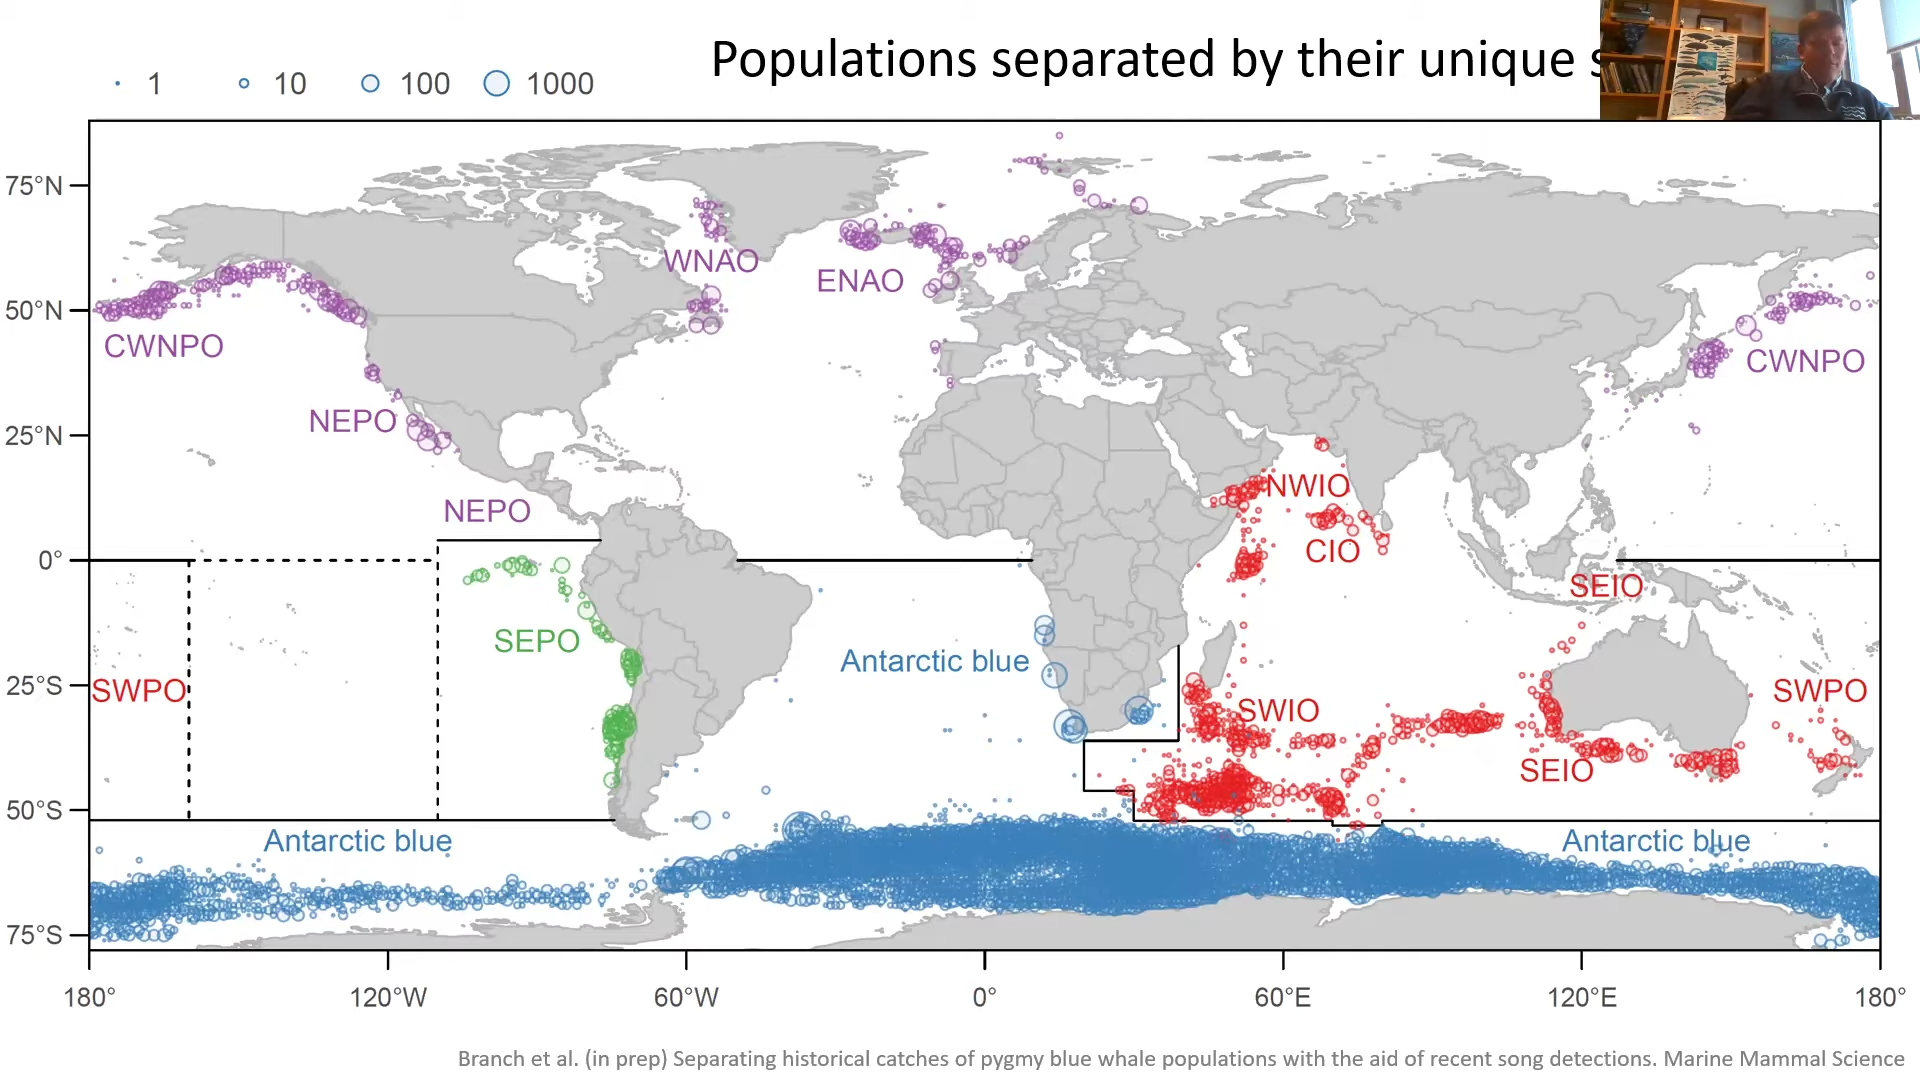 Populations separated by their unique
1 10 100 1000
75°N
50°N
25°N
0°
25°S
50°S
75°S
WNAO
ENAO
CWNPO
CWNPO
NEPO
NEPO
NWIO
CIO
SEIO
SEPO
Antarctic blue
SWPO
SWPO
SWIO
SEIO
Antarctic blue
Antarctic blue
180° 120°W 60°W 0° 60°E 120°E 180°
Branch et al. (in prep) Separating historical catches of pygmy blue whale populations with the aid of recent song detections. Marine Mammal Science